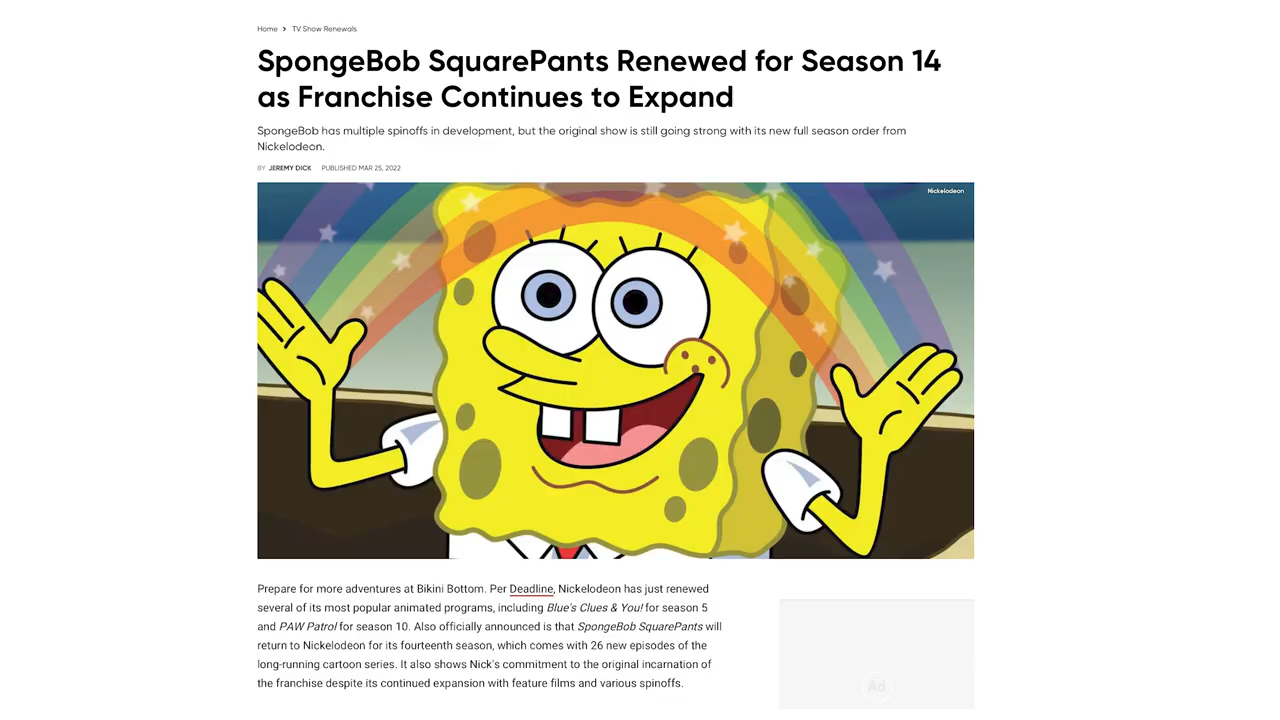 Home > TV Show Renewals
SpongeBob SquarePants Renewed for Season 14
as Franchise Continues to Expand
SpongeBob has multiple spinoffs in development, but the original show is still going strong with its new full season order from
Nickelodeon.
BY JEREMY DICK PUBLISHED MAR 25, 2022
Nickelodeon
Prepare for more adventures at Bikini Bottom. Per Deadline, Nickelodeon has just renewed
several of its most popular animated programs, including Blue's Clues & You! for season 5
and PAW Patrol for season 10. Also officially announced is that SpongeBob SquarePants will
return to Nickelodeon for its fourteenth season, which comes with 26 new episodes of the
long-running cartoon series. It also shows Nick's commitment to the original incarnation of
the franchise despite its continued expansion with feature films and various spinoffs.
Ad